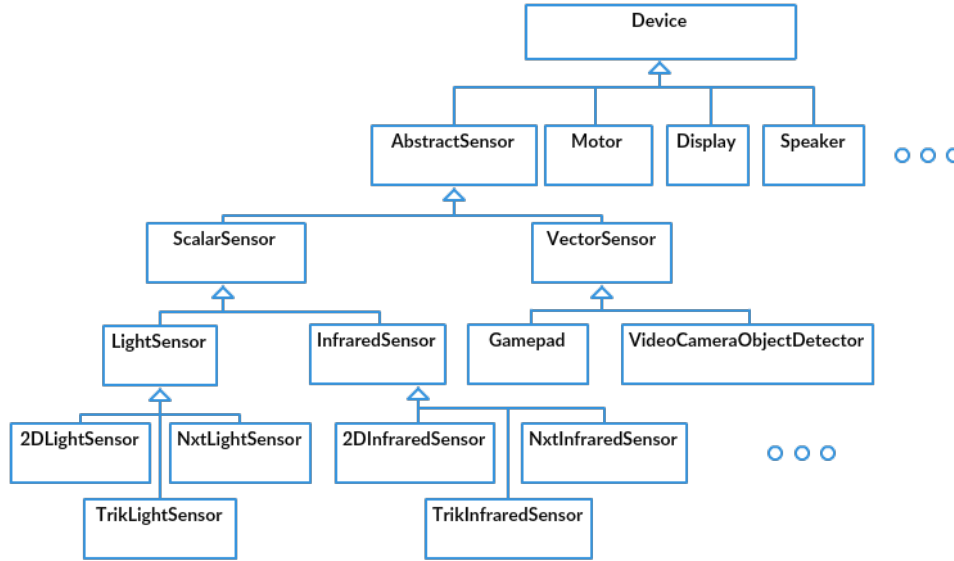 Device
AbstractSensor
Motor
Display
Speaker
ScalarSensor
VectorSensor
LightSensor
InfraredSensor
Gamepad
VideoCameraObjectDetector
2DLightSensor
NxtLightSensor
2DInfraredSensor
NxtInfraredSensor
TrikLightSensor
TrikInfraredSensor